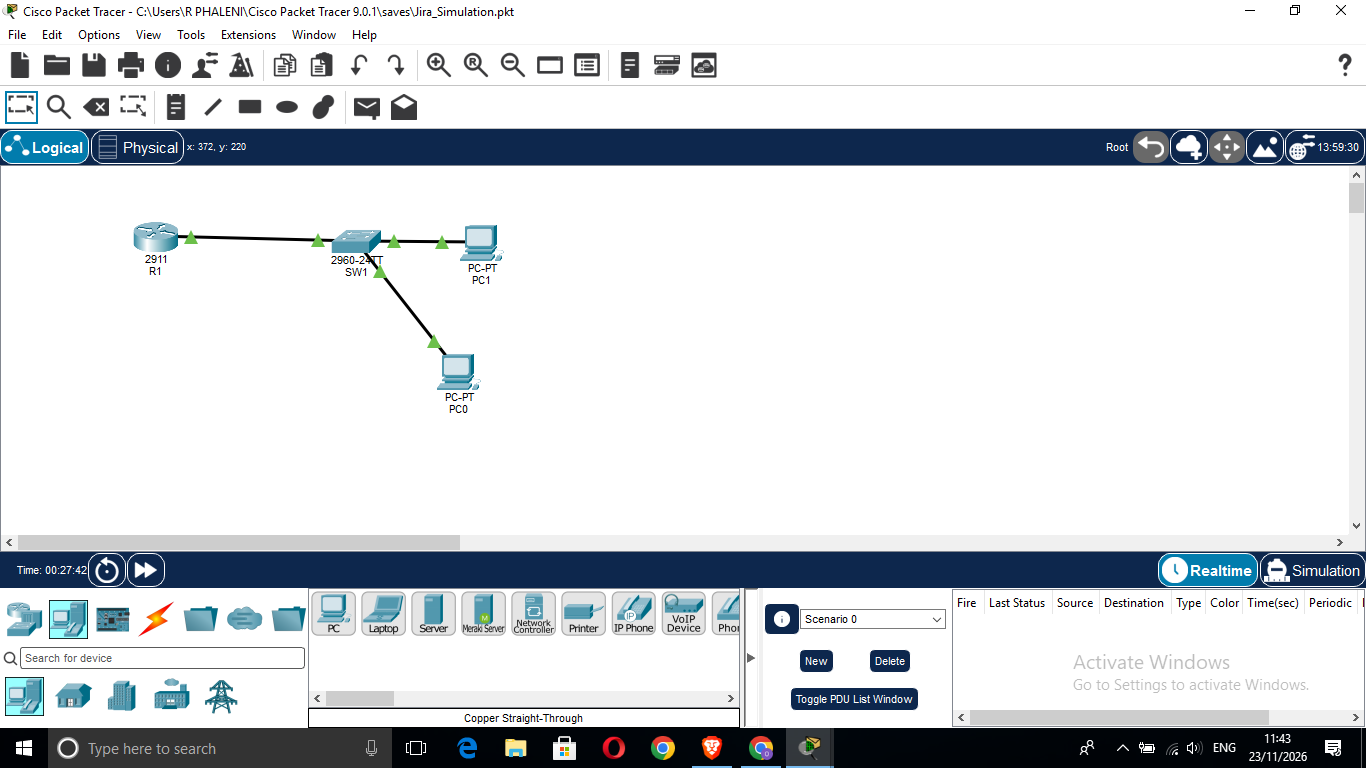 Cisco Packet Tracer - C:\Users\R PHALENI\Cisco Packet Tracer 9.0.1\saves\Jira_Simulation.pkt
File Edit Options View Tools Extensions Window Help
Logical Physical x: 372, y: 220 Root 13:59:30
2911
R1
2960-24TT
SW1
PC-PT
PC1
PC-PT
PC0
Time: 00:27:42 Realtime Simulation
PC Laptop Server Meraki Server Network Controller Printer IP Phone VoIP Device Phon
Search for device
Copper Straight-Through
Scenario 0
New Delete
Toggle PDU List Window
Fire Last Status Source Destination Type Color Time(sec) Periodic
Activate Windows
Go to Settings to activate Windows.
Type here to search
ENG
11:43
23/11/2026